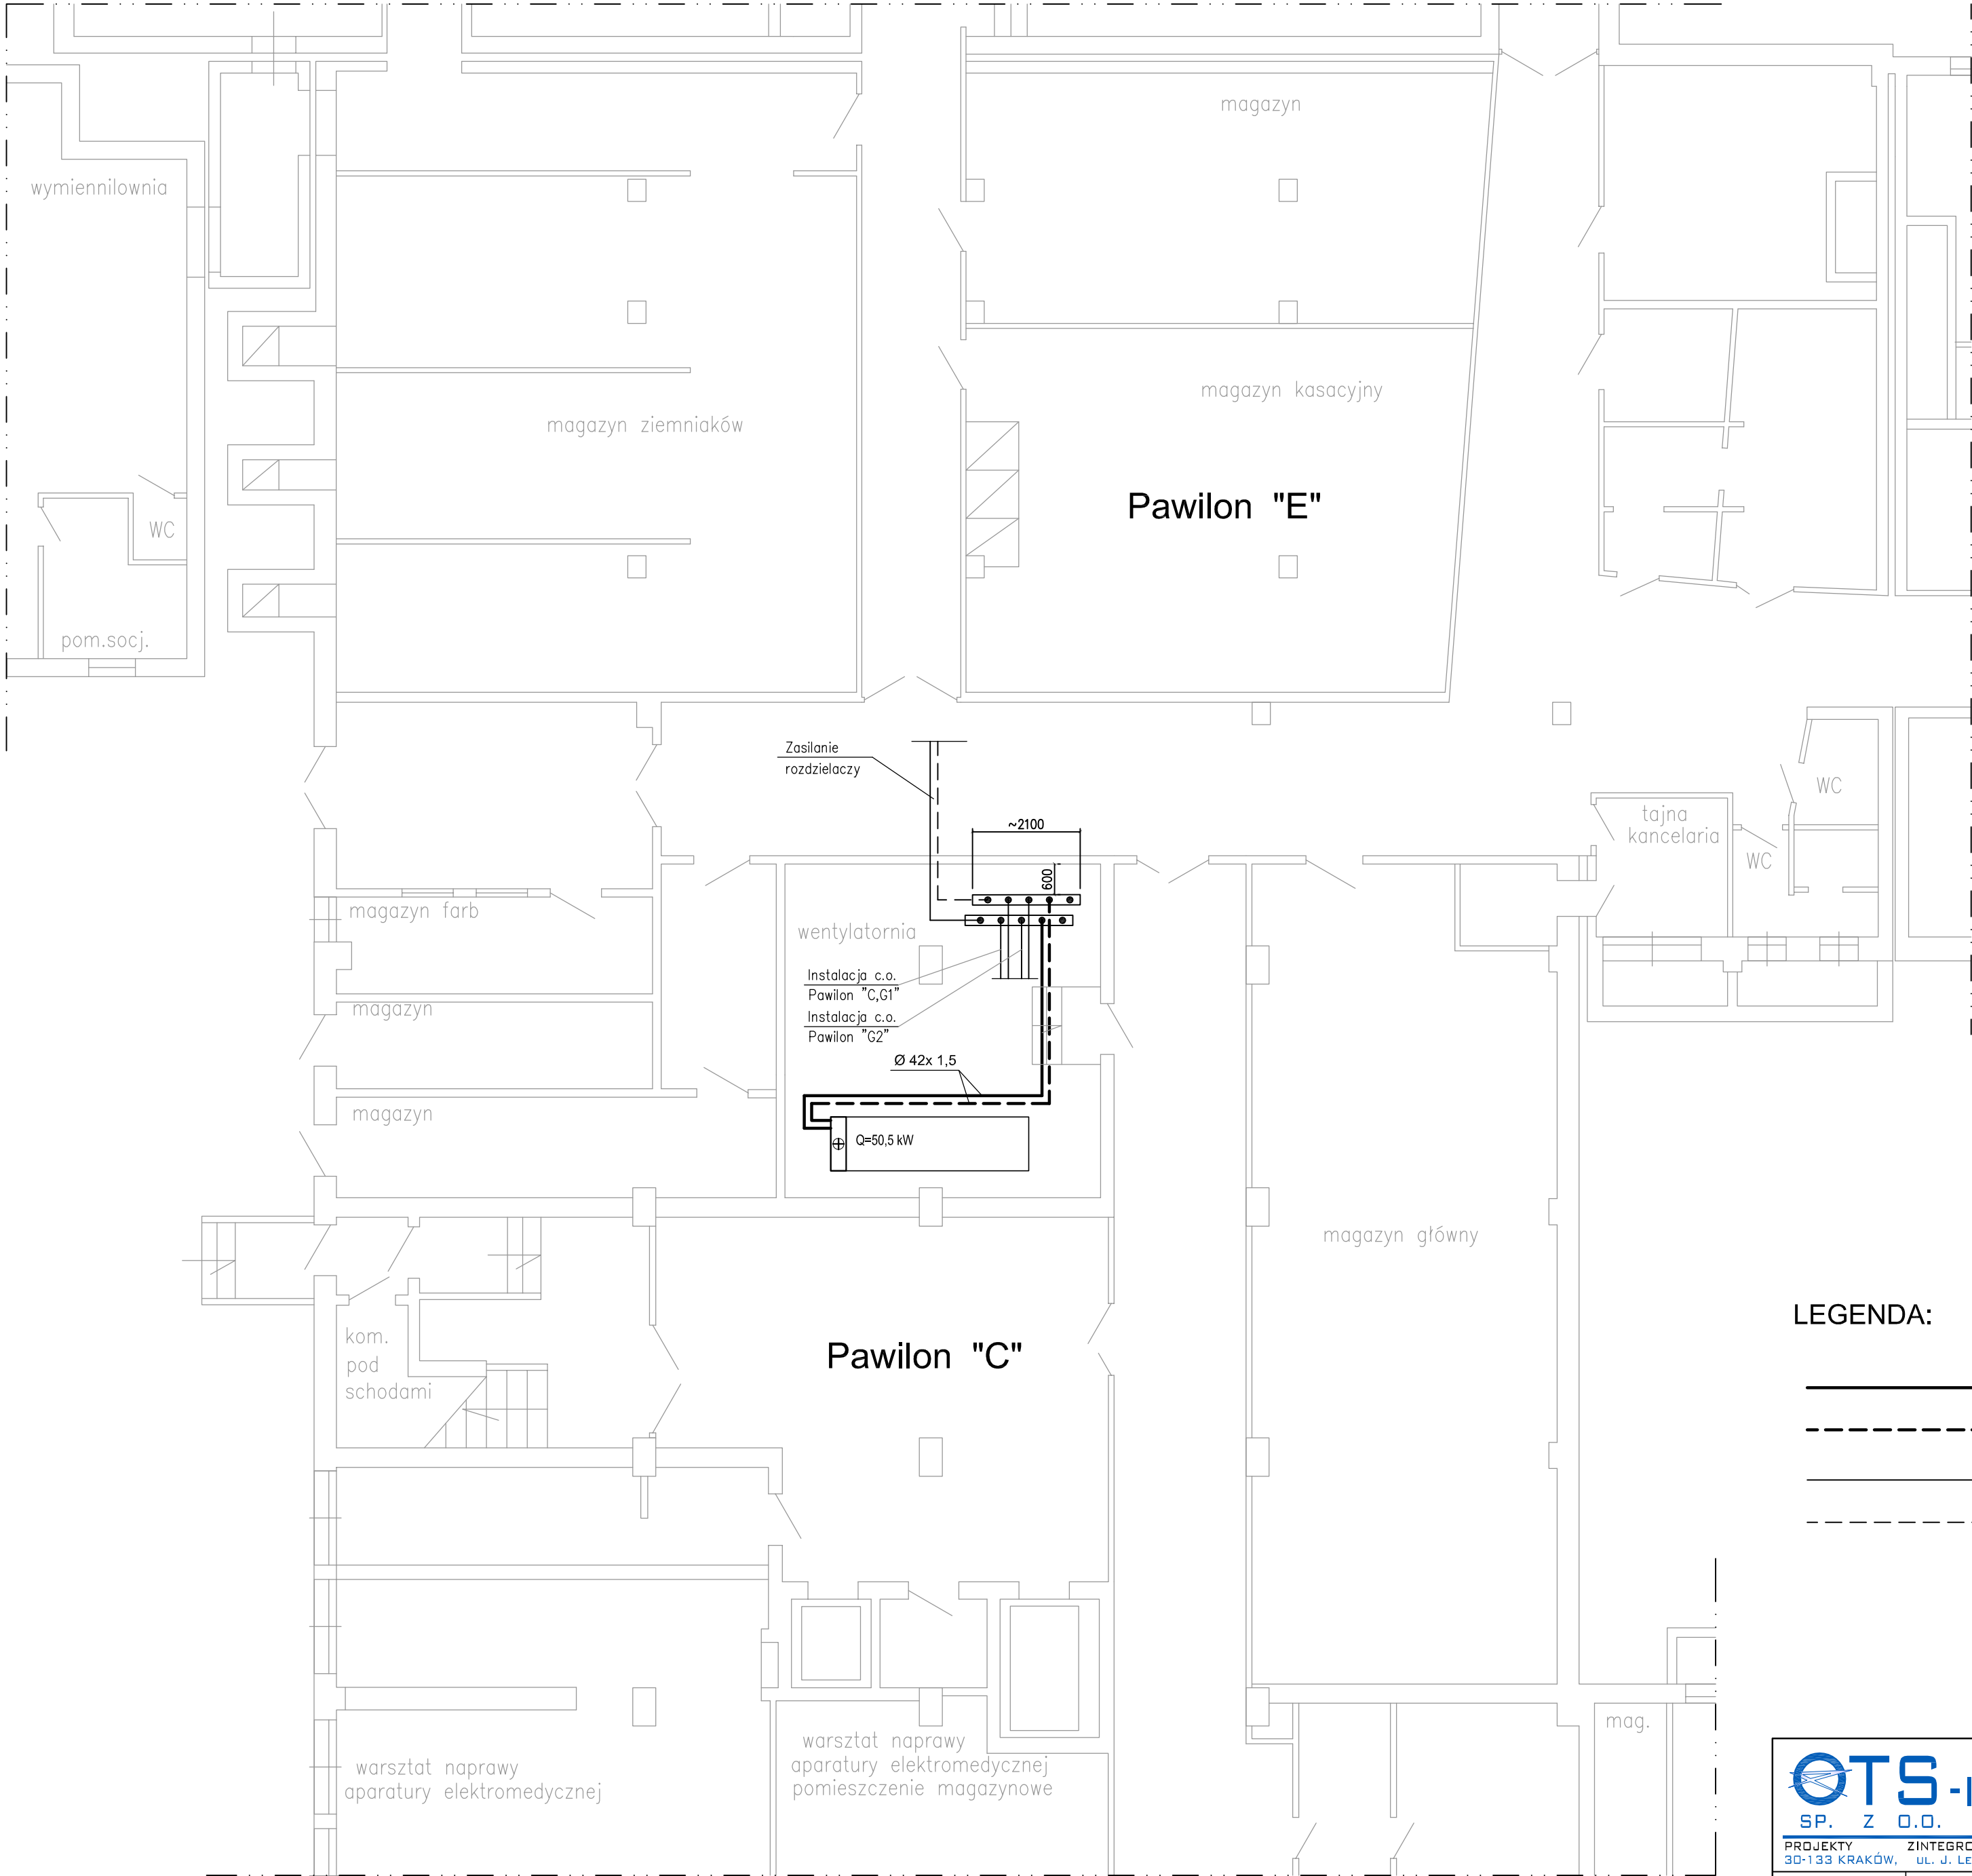 magazyn
wymiennilownia
magazyn kasacyjny
magazyn ziemniaków
Pawilon "E"
WC
pom.socj.
Zasilanie
rozdzielaczy
~2100
600
WC
tajna
kancelaria
WC
magazyn farb
wentylatornia
Instalacja c.o.
Pawilon "C,G1"
Instalacja c.o.
Pawilon "G2"
magazyn
Ø 42x 1,5
magazyn
Q=50,5 kW
magazyn główny
LEGENDA:
kom.
pod
schodami
Pawilon "C"
mag.
warsztat naprawy
aparatury elektromedycznej
warsztat naprawy
aparatury elektromedycznej
pomieszczenie magazynowe
OTS
SP. Z O.O.
PROJEKTY
30-133 KRAKÓW, UL. J.